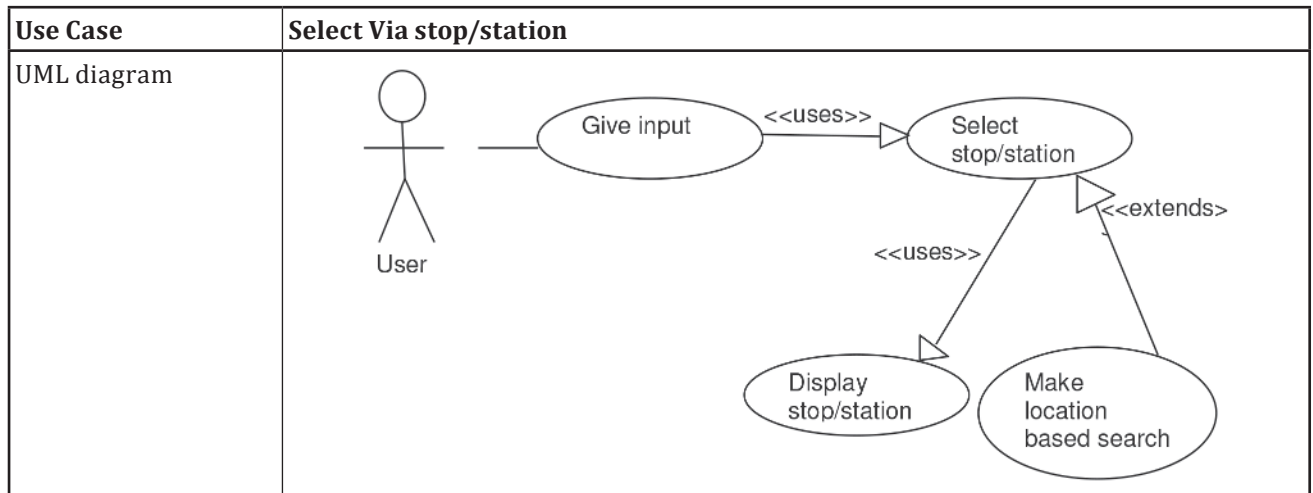 Use Case
Select Via stop/station
UML diagram
Give input
<<uses>>
Select
stop/station
<<extends>
<<uses>>
User
Display
stop/station
Make
location
based search